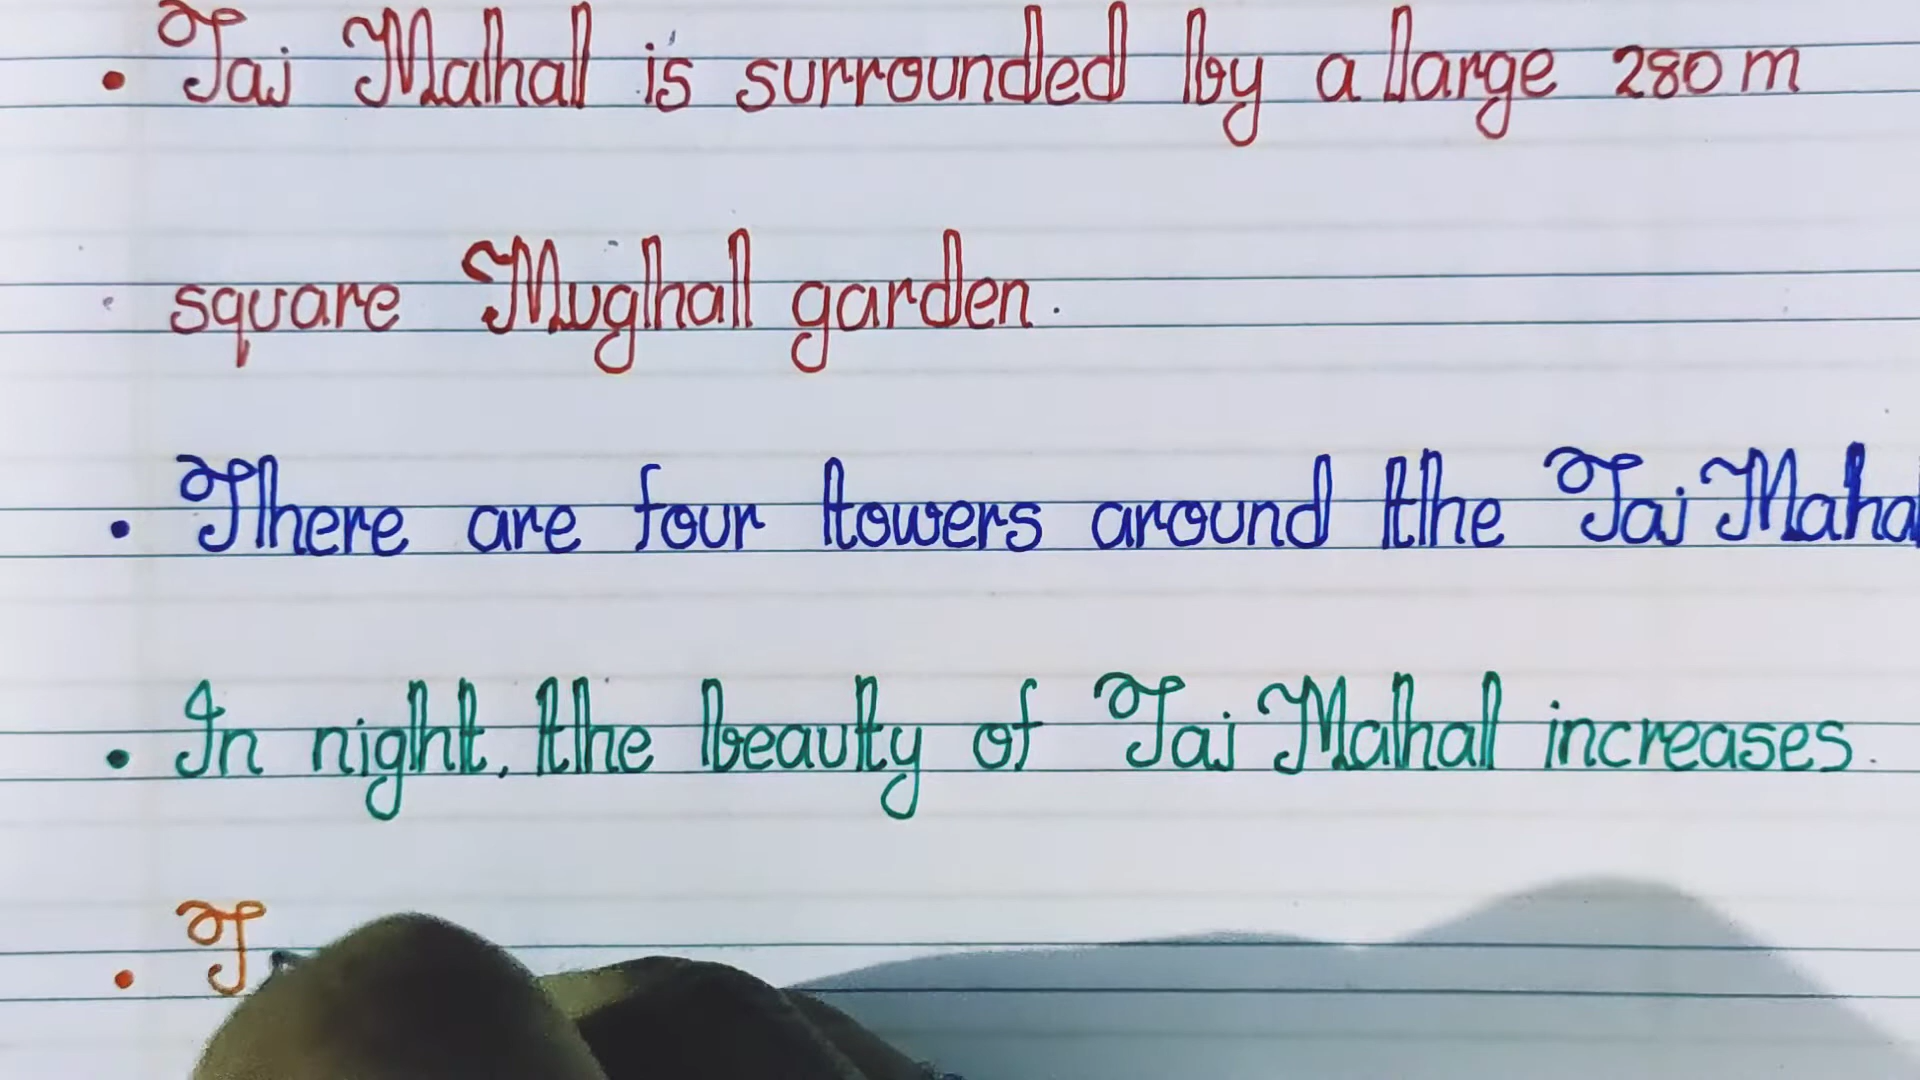 • Taj Mahal is surrounded by a large 280 m
square Mughal garden.
• There are four towers around the Taj Maha
• In night, the beauty of Taj Mahal increases.
• T